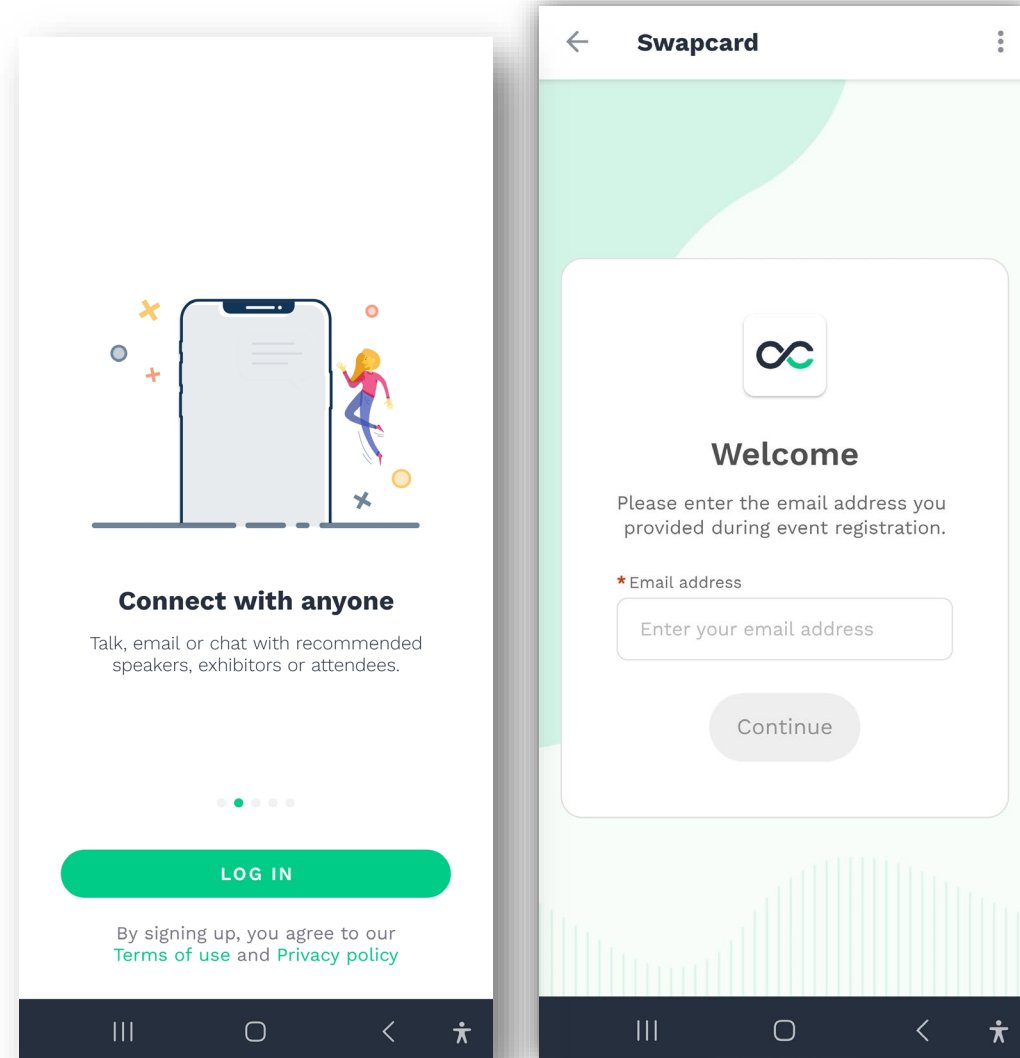 Connect with anyone
Talk, email or chat with recommended
speakers, exhibitors or attendees.
LOG IN
By signing up, you agree to our
Terms of use and Privacy policy
Swapcard
Welcome
Please enter the email address you
provided during event registration.
* Email address
Enter your email address
Continue